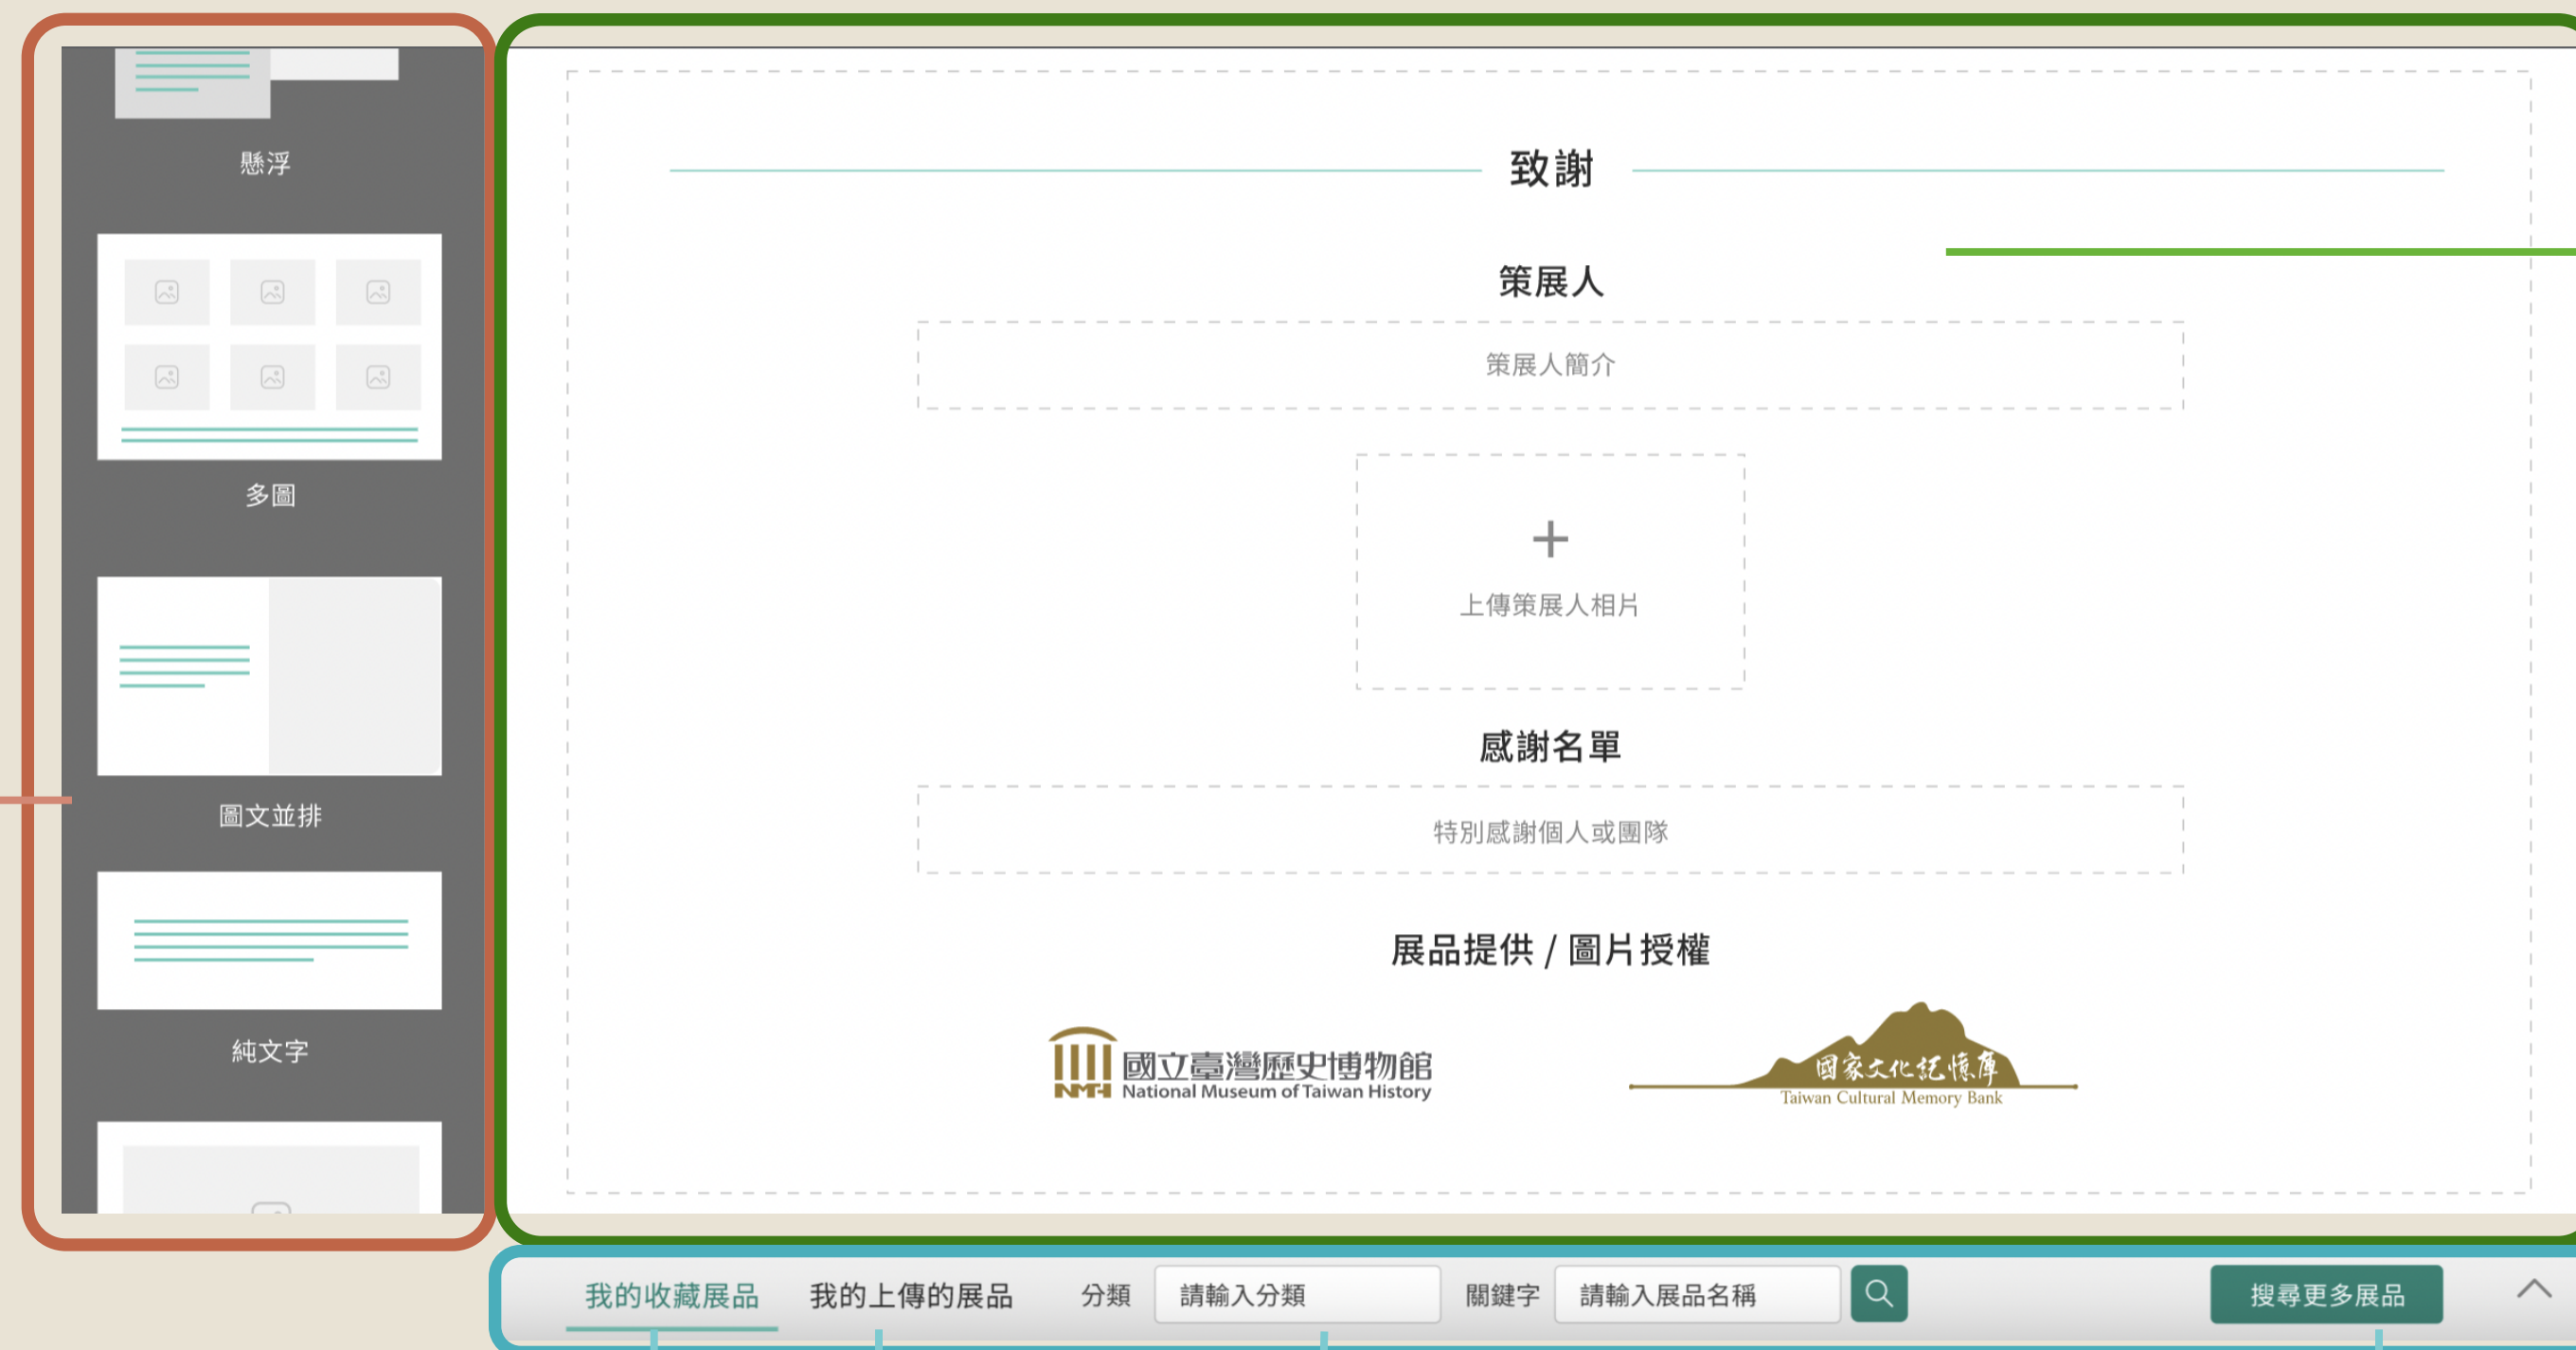 懸浮
多圖
圖文並排
純文字
致謝
策展人
策展人簡介
上傳策展人相片
感謝名單
特別感謝個人或團隊
展品提供 / 圖片授權
國立臺灣歷史博物館
NMTH National Museum of Taiwan History
國家文化記憶庫
Taiwan Cultural Memory Bank
我的收藏展品 我的上傳的展品 分類 請輸入分類 關鍵字 請輸入展品名稱 搜尋更多展品